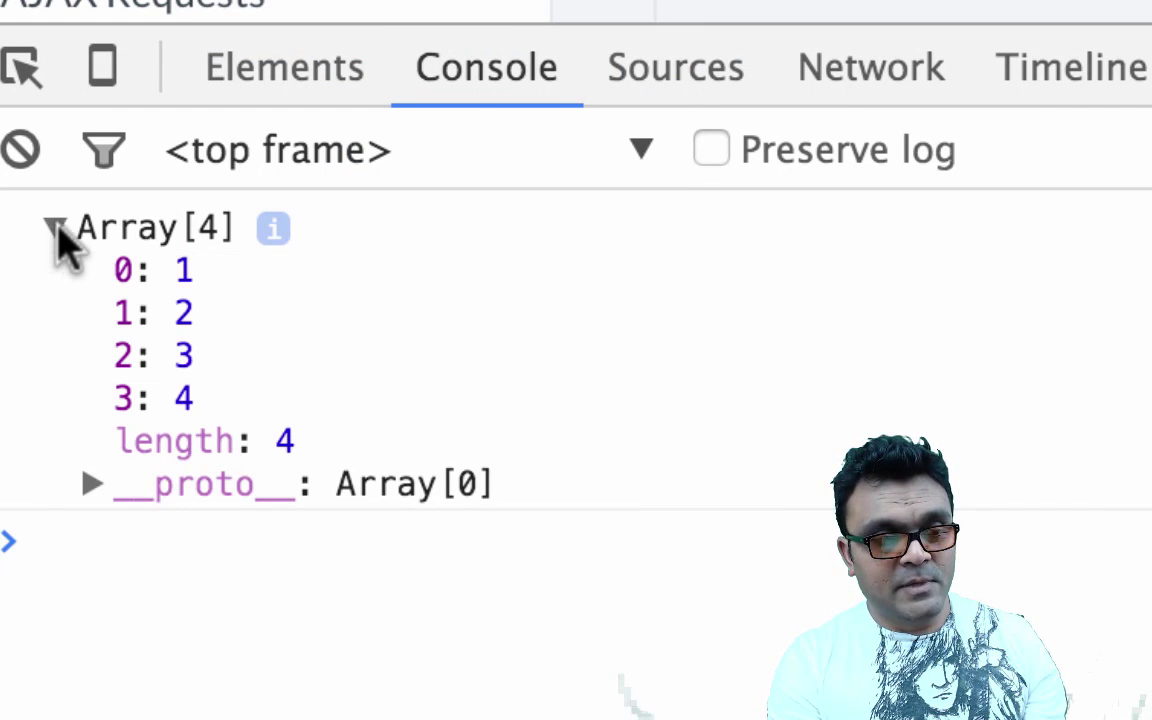 AJAX Requests
Elements Console Sources Network Timeline
<top frame> ▼ Preserve log
▼ Array[4] i
0: 1
1: 2
2: 3
3: 4
length: 4
▶ __proto__: Array[0]
>